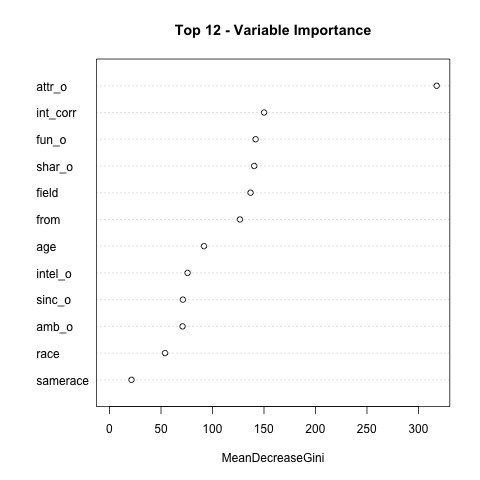 Top 12 - Variable Importance
attr_o
int_corr
fun_o
shar_o
field
from
age
intel_o
sinc_o
amb_o
race
samerace
0 50 100 150 200 250 300
MeanDecreaseGini